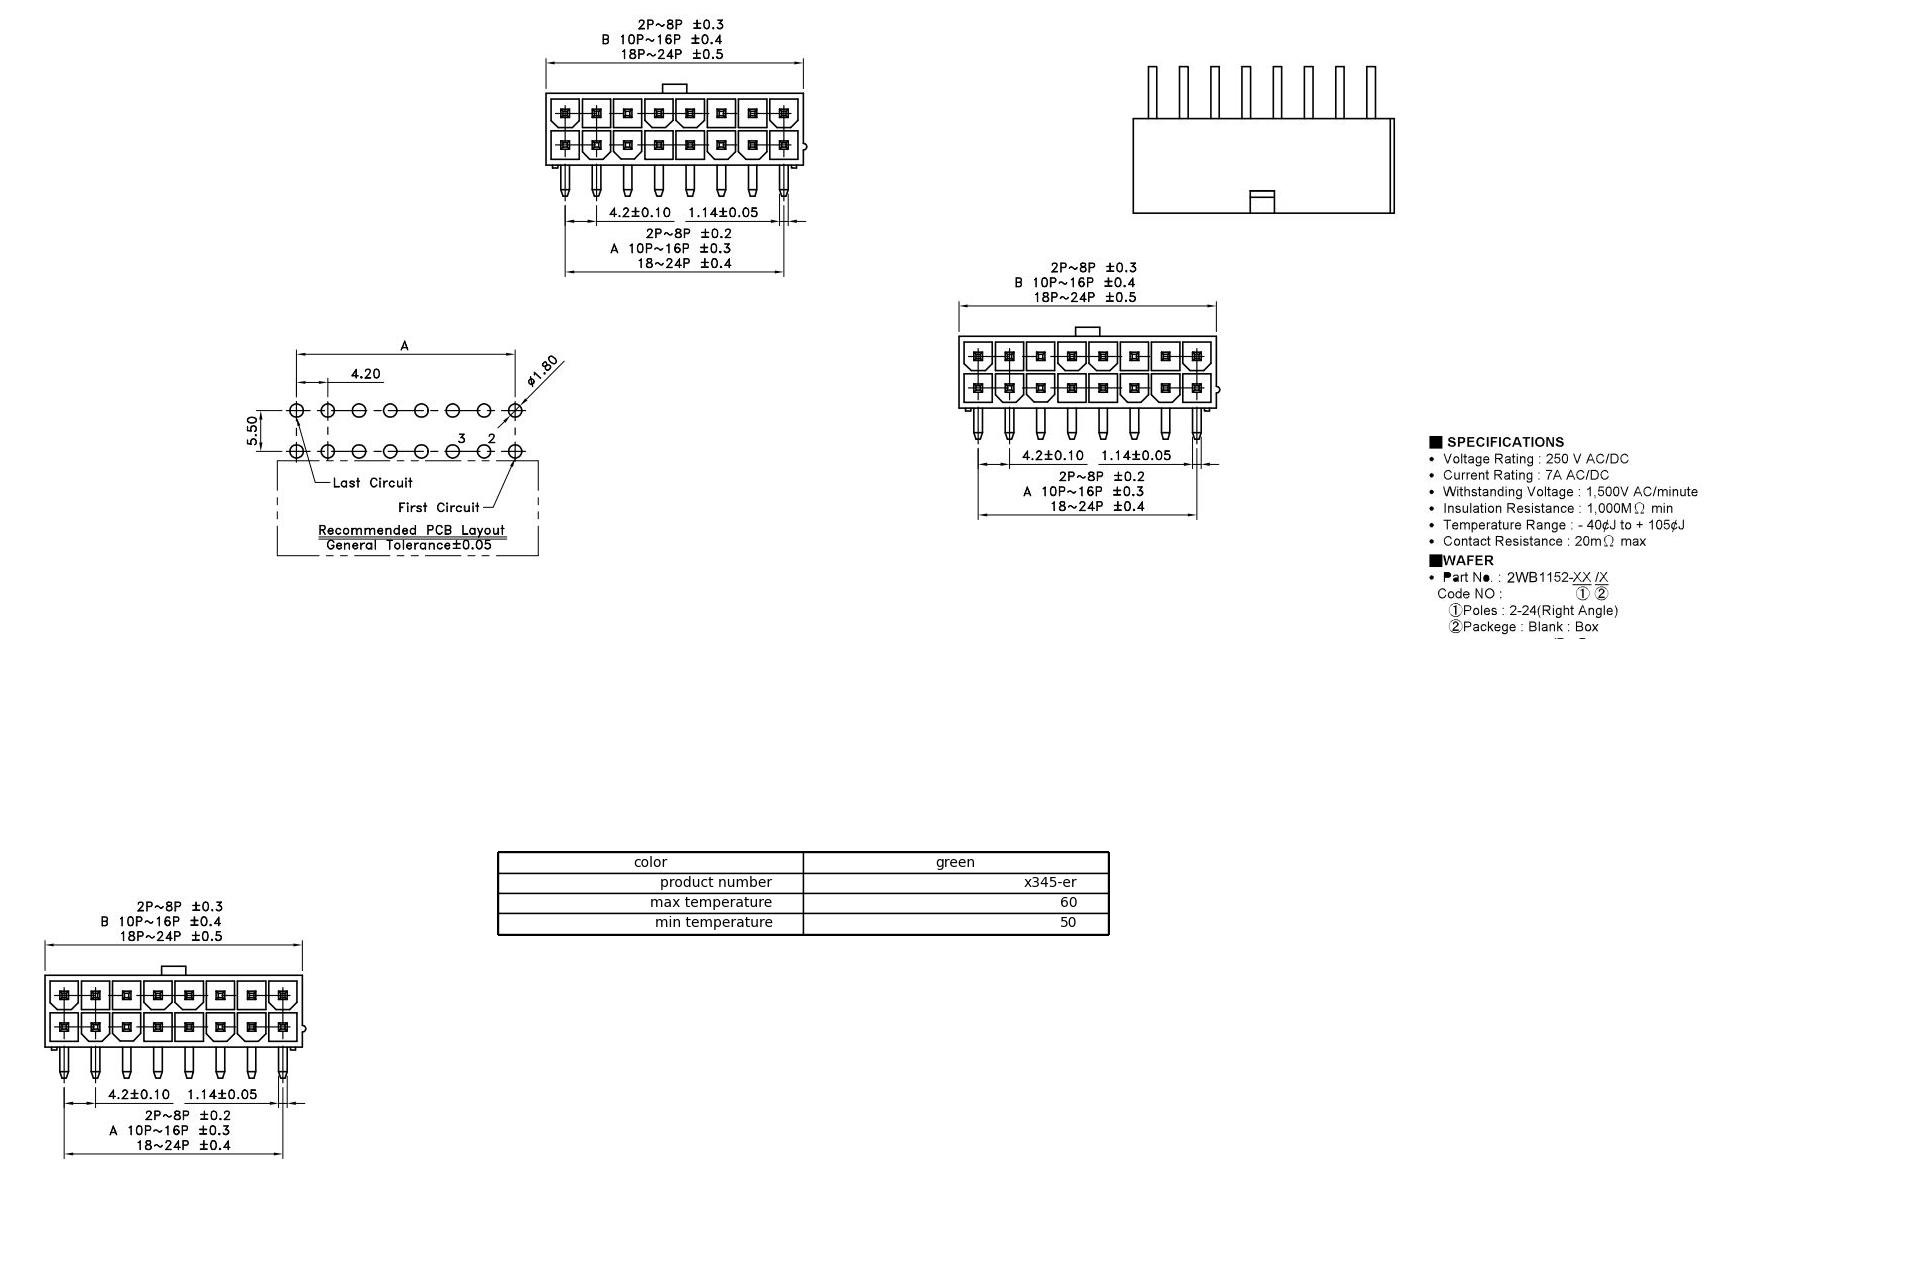 2P~8P ±0.3
B 10P~16P ±0.4
18P~24P ±0.5
4.2±0.10 1.14±0.05
2P~8P ±0.2
A 10P~16P ±0.3
18~24P ±0.4
2P~8P ±0.3
B 10P~16P ±0.4
18P~24P ±0.5
4.2±0.10 1.14±0.05
2P~8P ±0.2
A 10P~16P ±0.3
18~24P ±0.4
A
4.20
ø1.80
5.50
3 2
Last Circuit
First Circuit
Recommended PCB Layout
General Tolerance±0.05
■ SPECIFICATIONS
• Voltage Rating : 250 V AC/DC
• Current Rating : 7A AC/DC
• Withstanding Voltage : 1,500V AC/minute
• Insulation Resistance : 1,000MΩ min
• Temperature Range : - 40¢J to + 105¢J
• Contact Resistance : 20mΩ max
■WAFER
• Part No. : 2WB1152-XX /X
Code NO : ① ②
①Poles : 2-24(Right Angle)
②Packege : Blank : Box
color green
product number x345-er
max temperature 60
min temperature 50
2P~8P ±0.3
B 10P~16P ±0.4
18P~24P ±0.5
4.2±0.10 1.14±0.05
2P~8P ±0.2
A 10P~16P ±0.3
18~24P ±0.4